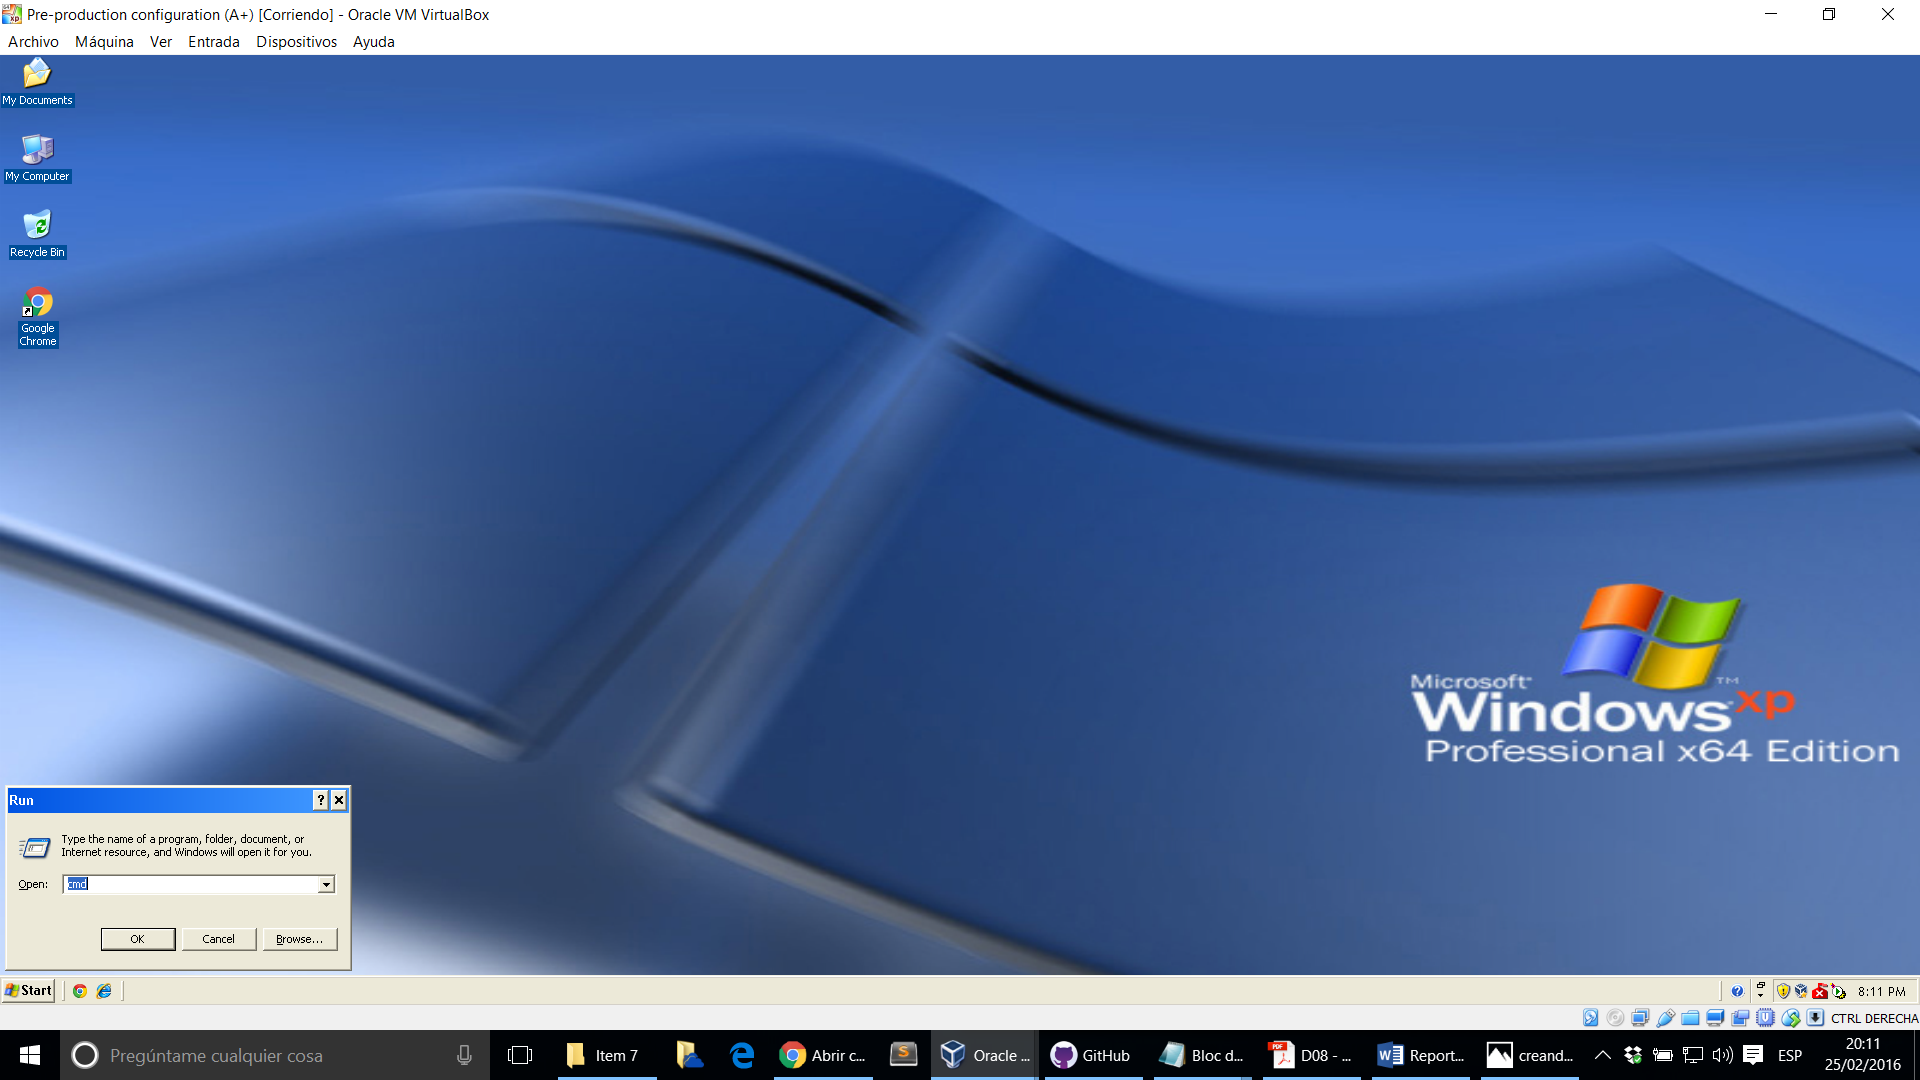 Pre-production configuration (A+) [Corriendo] - Oracle VM VirtualBox
Archivo Máquina Ver Entrada Dispositivos Ayuda
My Documents
My Computer
Recycle Bin
Google
Chrome
Microsoft
Windows xp ™
Professional x64 Edition
Run
Type the name of a program, folder, document, or
Internet resource, and Windows will open it for you.
Open: cmd
OK Cancel Browse...
Start 8:11 PM
CTRL DERECHA
Pregúntame cualquier cosa
Item 7
Abrir c...
Oracle ...
GitHub
Bloc d...
D08 - ...
Report...
creand...
ESP
20:11
25/02/2016